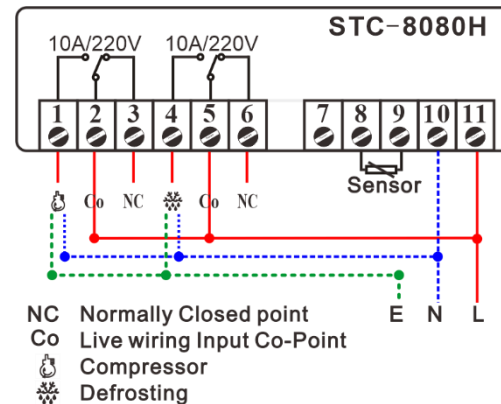 STC-8080H
10A/220V 10A/220V
1 2 3 4 5 6 7 8 9 10 11
Sensor
Co NC Co NC
E N L
NC Normally Closed point
Co Live wiring Input Co-Point
Compressor
Defrosting